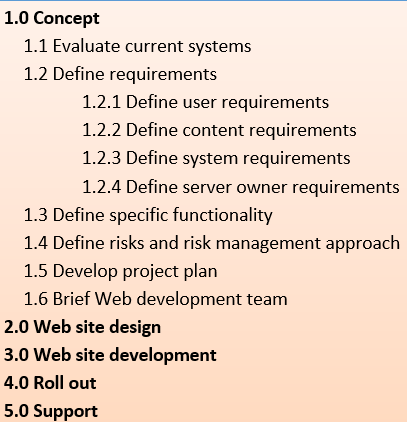 1.0 Concept
1.1 Evaluate current systems
1.2 Define requirements
1.2.1 Define user requirements
1.2.2 Define content requirements
1.2.3 Define system requirements
1.2.4 Define server owner requirements
1.3 Define specific functionality
1.4 Define risks and risk management approach
1.5 Develop project plan
1.6 Brief Web development team
2.0 Web site design
3.0 Web site development
4.0 Roll out
5.0 Support